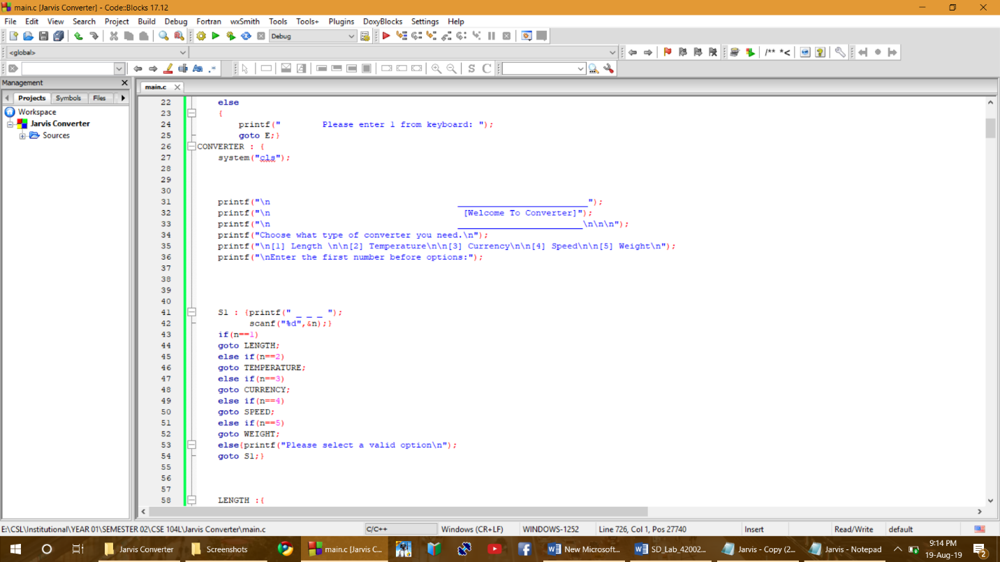 main.c [Jarvis Converter] - Code::Blocks 17.12
File Edit View Search Project Build Debug Fortran wxSmith Tools Tools+ Plugins DoxyBlocks Settings Help
Debug
<global>
/** *<
Aa .*
S C
Management
main.c
Projects Symbols Files
Workspace
Jarvis Converter
Sources
22 else
23 {
24 printf("          Please enter 1 from keyboard: ");
25 goto E;}
26 CONVERTER : {
27 system("cls");
28
29
30
31 printf("\n                                    _________________________");
32 printf("\n                                     [Welcome To Converter]");
33 printf("\n                                    ________________________\n\n\n");
34 printf("Choose what type of converter you need.\n");
35 printf("\n[1] Length \n\n[2] Temperature\n\n[3] Currency\n\n[4] Speed\n\n[5] Weight\n");
36 printf("\nEnter the first number before options:");
37
38
39
40
41 S1 : {printf(" _ _ _ ");
42 scanf("%d",&n);}
43 if(n==1)
44 goto LENGTH;
45 else if(n==2)
46 goto TEMPERATURE;
47 else if(n==3)
48 goto CURRENCY;
49 else if(n==4)
50 goto SPEED;
51 else if(n==5)
52 goto WEIGHT;
53 else{printf("Please select a valid option\n");
54 goto S1;}
55
56
57
58 LENGTH :{
E:\CSL\Institutional\YEAR 01\SEMESTER 02\CSE 104L\Jarvis Converter\main.c C/C++ Windows (CR+LF) WINDOWS-1252 Line 726, Col 1, Pos 27740 Insert Read/Write default
Jarvis Converter Screenshots main.c [Jarvis C... New Microsoft... SD_Lab_42002... Jarvis - Copy (2... Jarvis - Notepad
9:14 PM
19-Aug-19
2